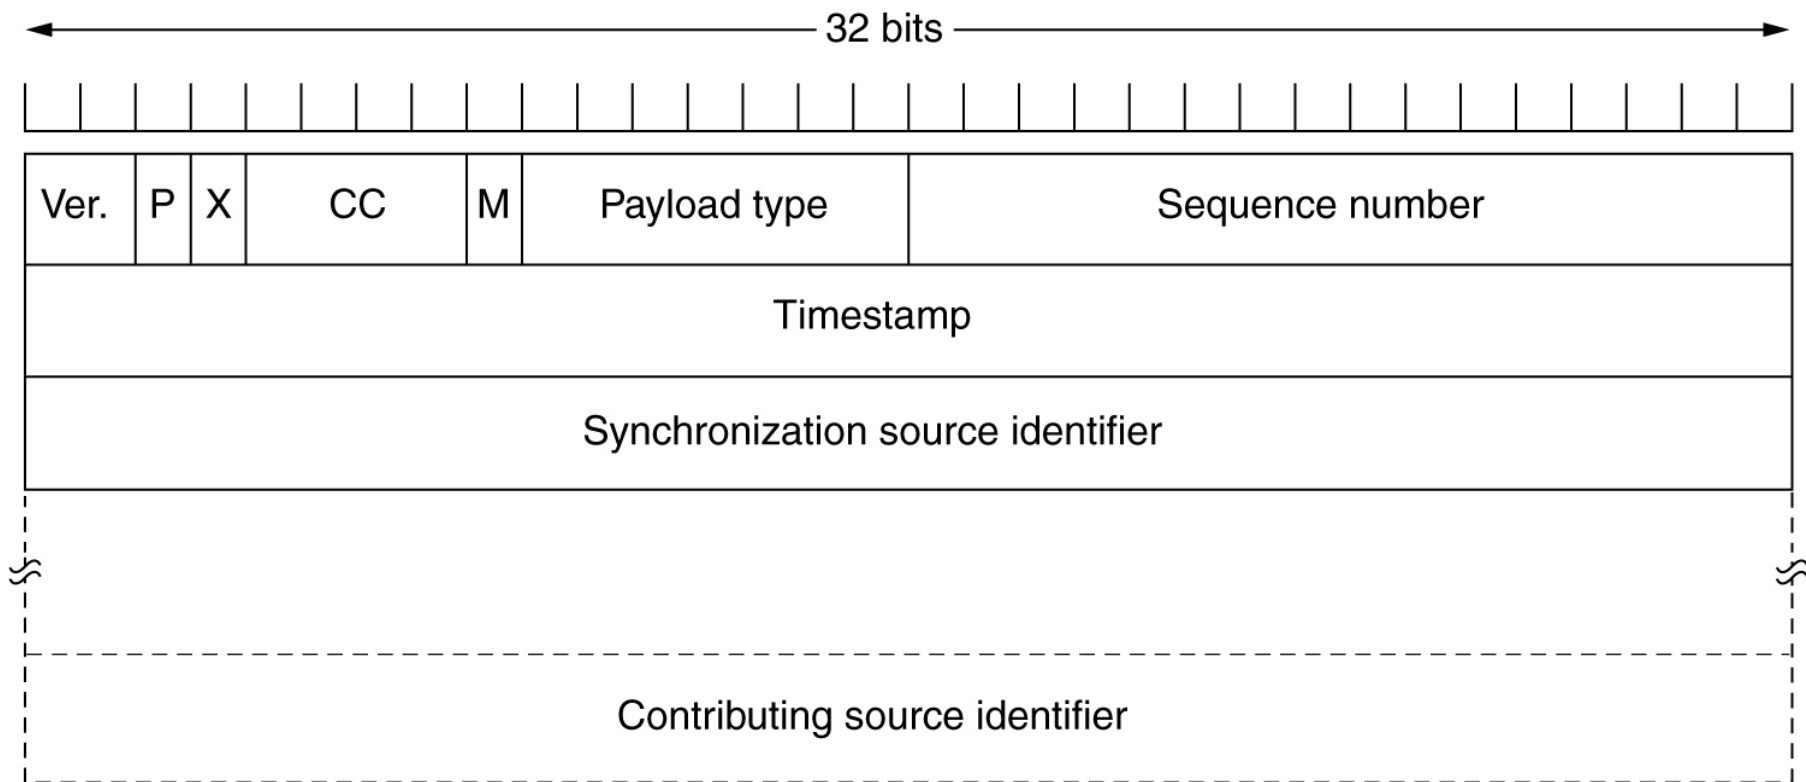 32 bits
Ver. P X CC M Payload type Sequence number
Timestamp
Synchronization source identifier
Contributing source identifier